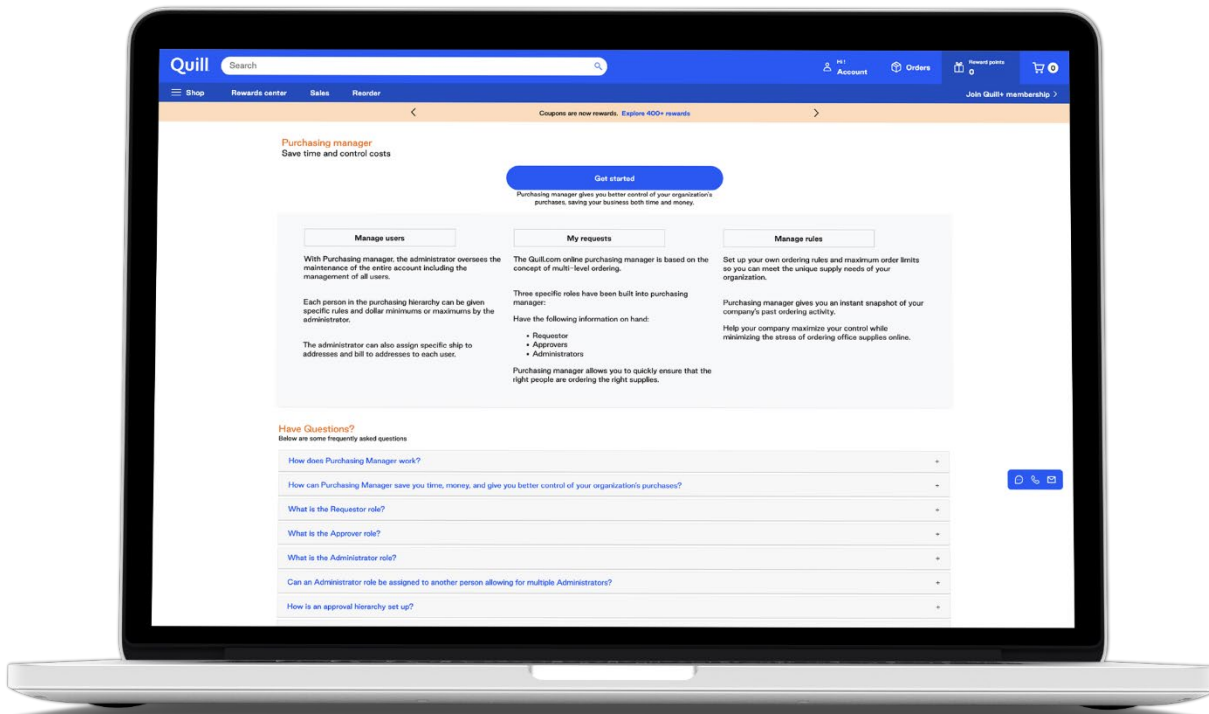 Quill
Search
Hi !
Account
Orders
Reward points
0
0
Shop
Rewards center
Sales
Reorder
Join Quill+ membership >
Coupons are now rewards. Explore 400+ rewards
Purchasing manager
Save time and control costs
Get started
Purchasing manager gives you better control of your organization's
purchases, saving your business both time and money.
Manage users
With Purchasing manager, the administrator oversees the
maintenance of the entire account including the
management of all users.
Each person in the purchasing hierarchy can be given
specific rules and dollar minimums or maximums by the
administrator.
The administrator can also assign specific ship to
addresses and bill to addresses to each user.
My requests
The Quill.com online purchasing manager is based on the
concept of multi-level ordering.
Three specific roles have been built into purchasing
manager:
Have the following information on hand:
• Requestor
• Approvers
• Administrators
Purchasing manager allows you to quickly ensure that the
right people are ordering the right supplies.
Manage rules
Set up your own ordering rules and maximum order limits
so you can meet the unique supply needs of your
organization.
Purchasing manager gives you an instant snapshot of your
company's past ordering activity.
Help your company maximize your control while
minimizing the stress of ordering office supplies online.
Have Questions?
Below are some frequently asked questions
How does Purchasing Manager work? +
How can Purchasing Manager save you time, money, and give you better control of your organization's purchases? +
What is the Requestor role? +
What is the Approver role? +
What is the Administrator role? +
Can an Administrator role be assigned to another person allowing for multiple Administrators? +
How is an approval hierarchy set up? +